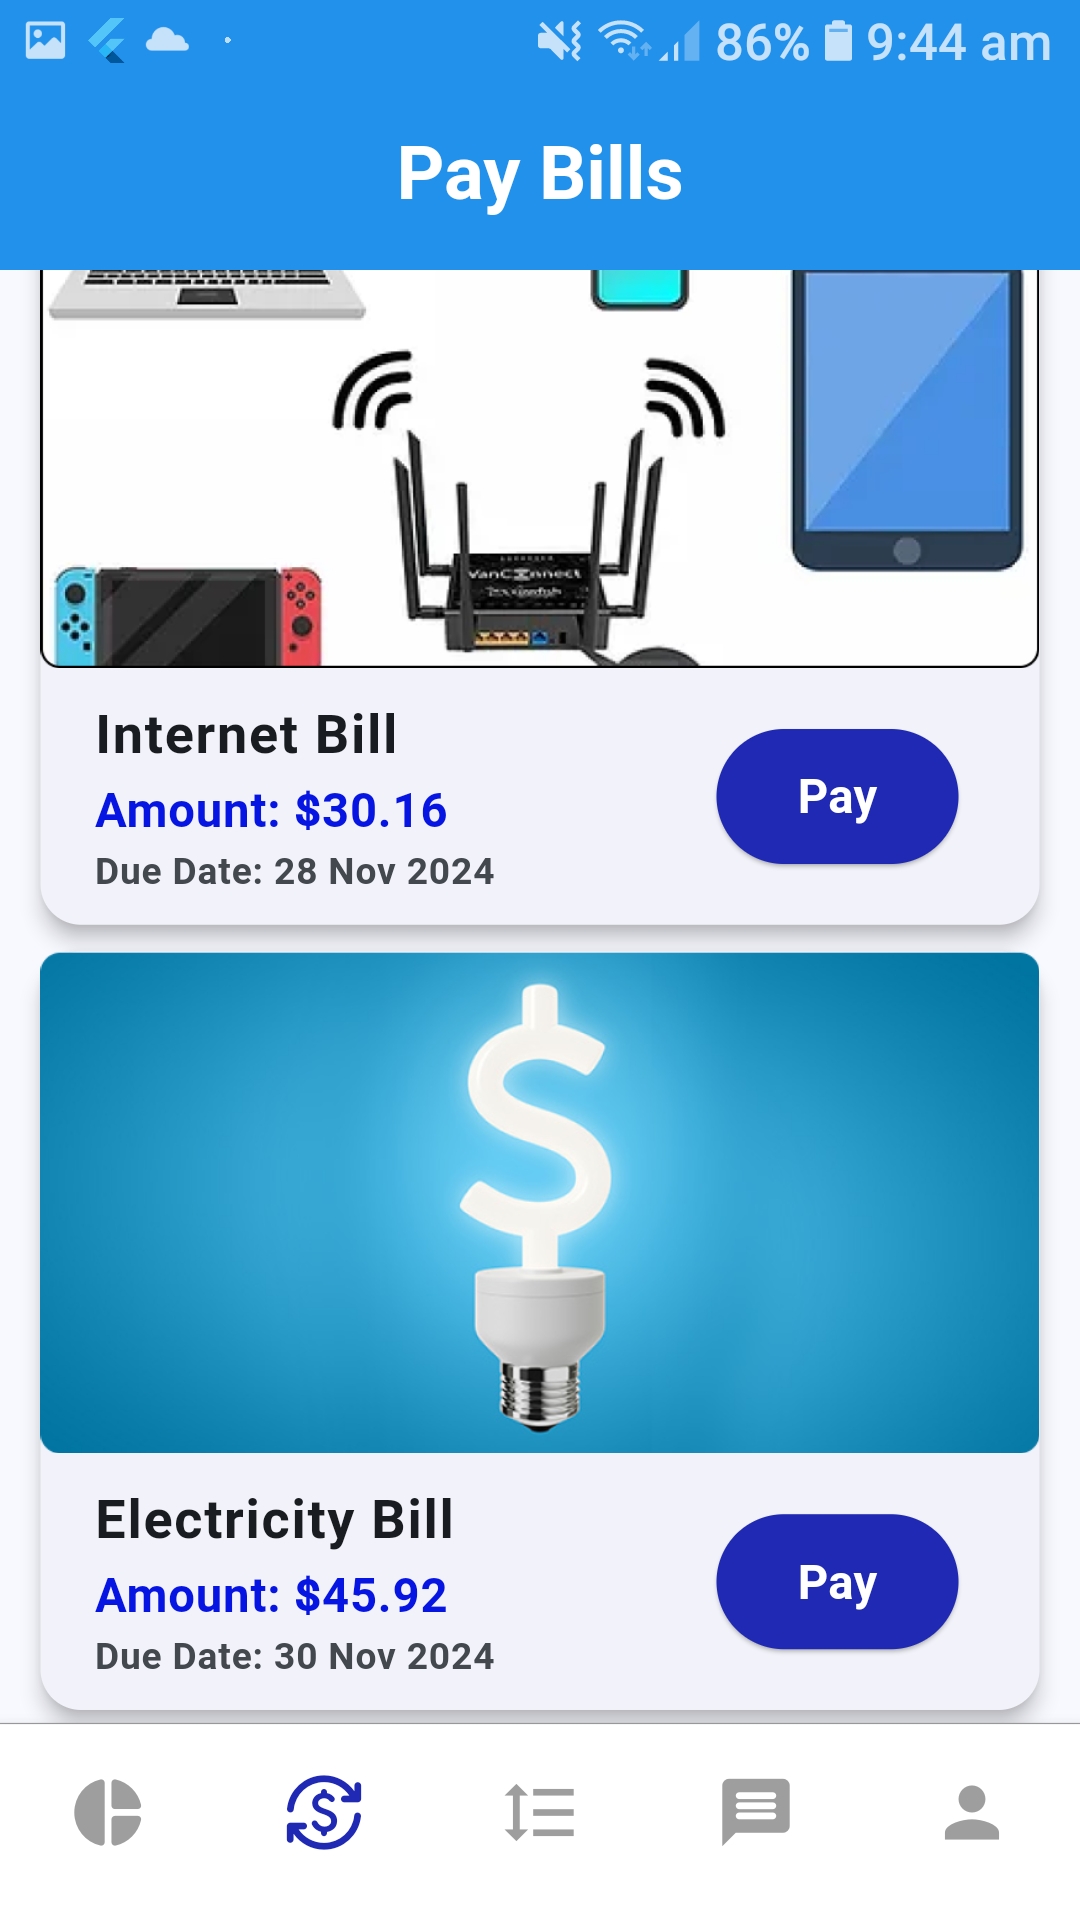 86% 9:44 am
Pay Bills
VanConnect
Internet Bill
Amount: $30.16
Pay
Due Date: 28 Nov 2024
Electricity Bill
Amount: $45.92
Pay
Due Date: 30 Nov 2024